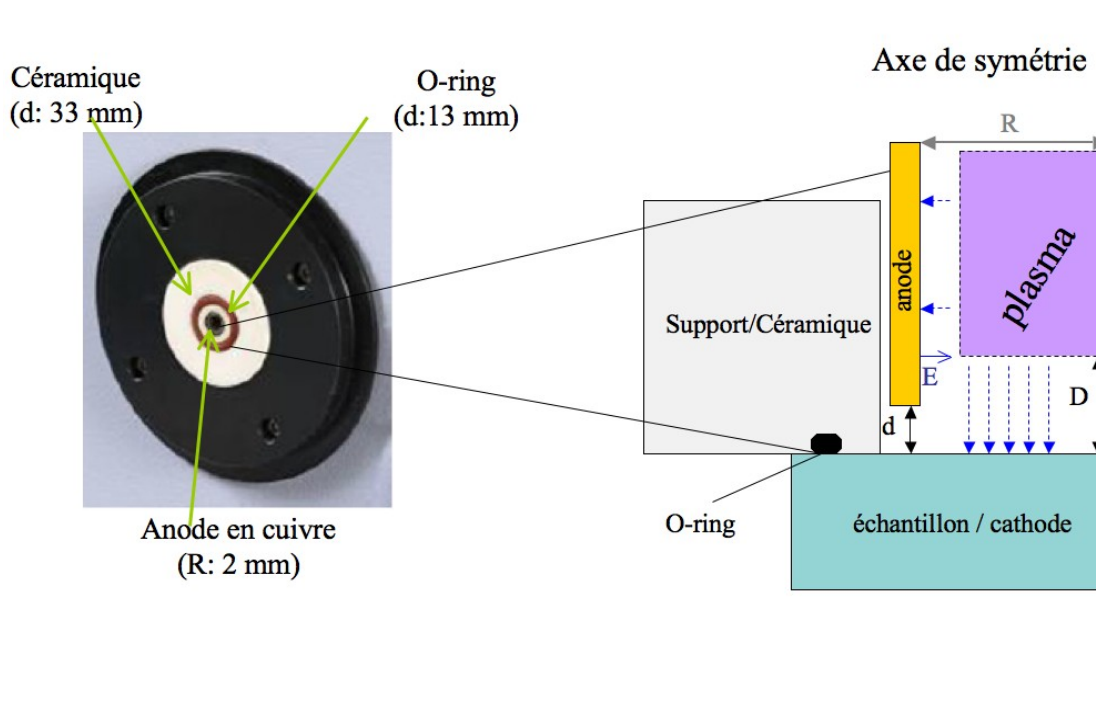 Axe de symétrie
Céramique
(d: 33 mm)
O-ring
(d:13 mm)
R
anode
plasma
Support/Céramique
E
D
d
O-ring
échantillon / cathode
Anode en cuivre
(R: 2 mm)